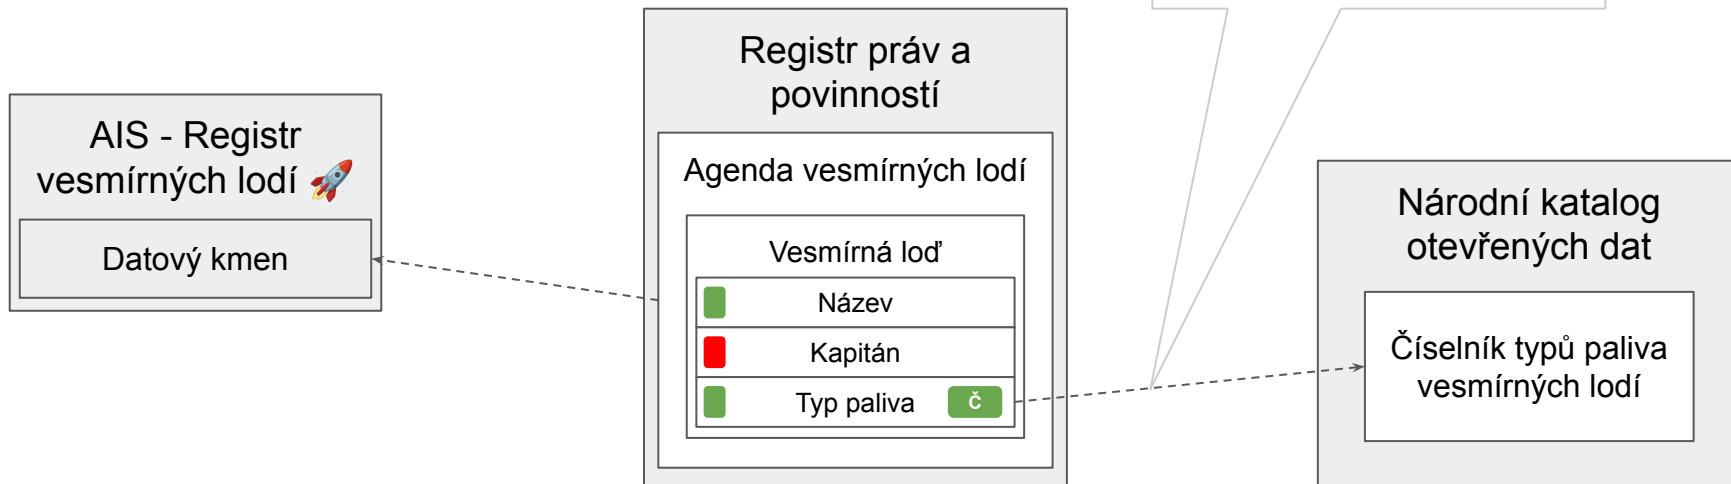 AIS - Registr
vesmírných lodí 🚀
Datový kmen
Registr práv a
povinností
Agenda vesmírných lodí
Vesmírná loď
Název
Kapitán
Typ paliva
Č
Národní katalog
otevřených dat
Číselník typů paliva
vesmírných lodí